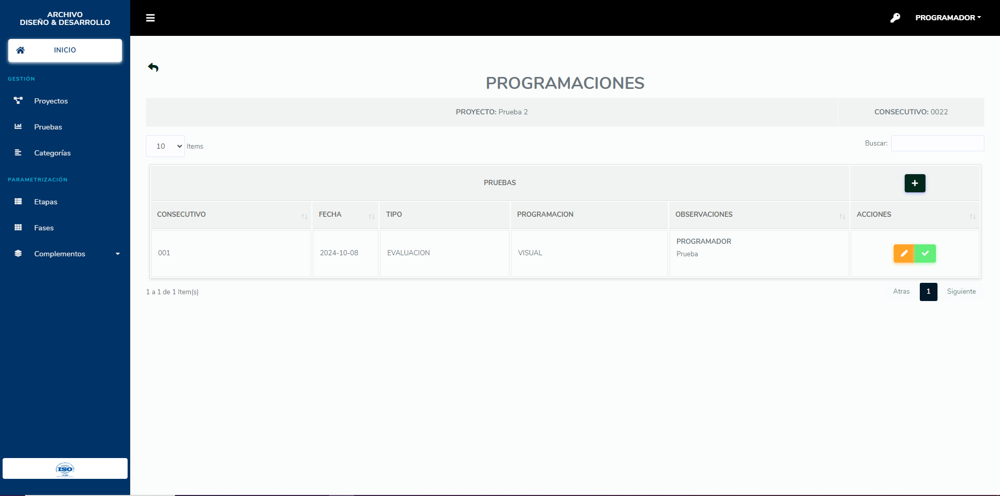 ARCHIVO
DISEÑO & DESARROLLO
PROGRAMADOR
INICIO
GESTIÓN
Proyectos
Pruebas
Categorías
PARAMETRIZACIÓN
Etapas
Fases
Complementos
ISO
PROGRAMACIONES
PROYECTO: Prueba 2
CONSECUTIVO: 0022
10 Items
Buscar:
PRUEBAS
CONSECUTIVO
FECHA
TIPO
PROGRAMACION
OBSERVACIONES
ACCIONES
001
2024-10-08
EVALUACION
VISUAL
PROGRAMADOR
Prueba
1 a 1 de 1 Item(s)
Atras
1
Siguiente